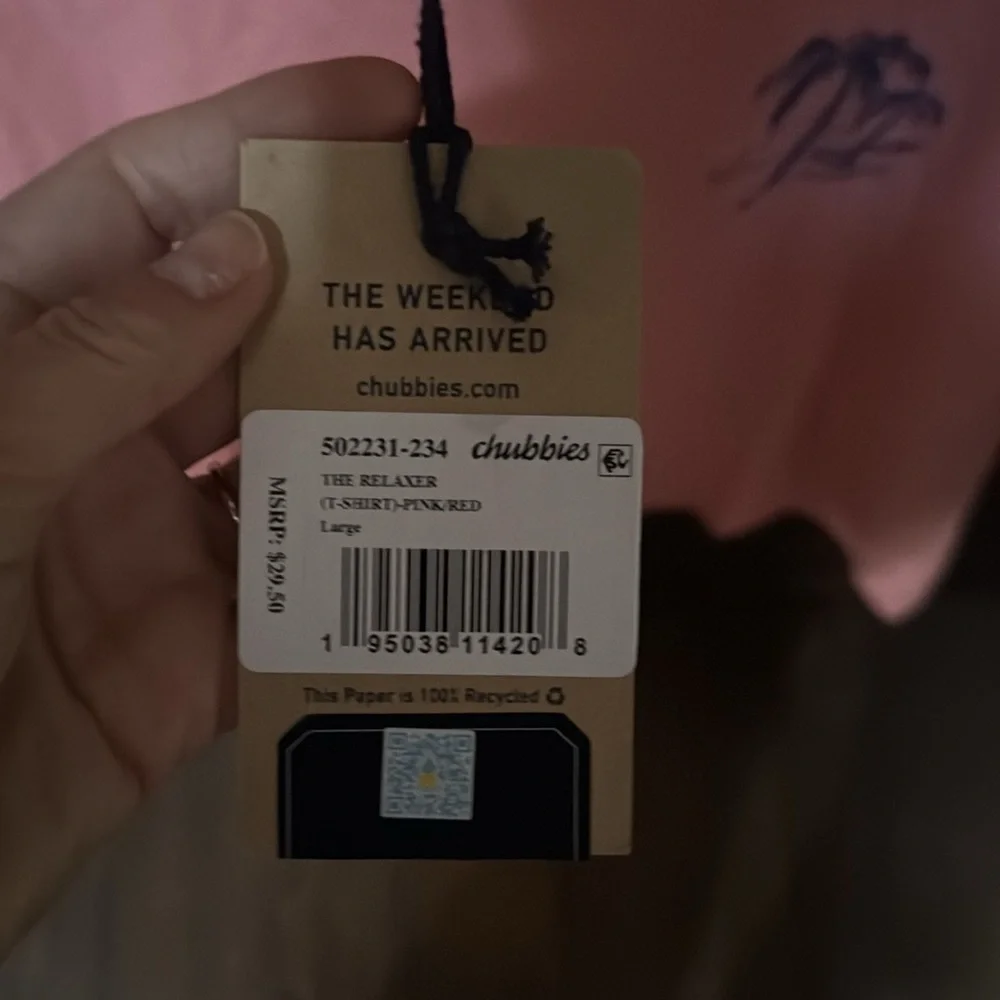 THE WEEKEND
HAS ARRIVED
chubbies.com
502231-234 chubbies
THE RELAXER
(T-SHIRT)-PINK/RED
Large
MSRP: $29.50
1 95038 11420 8
This Paper is 100% Recycled